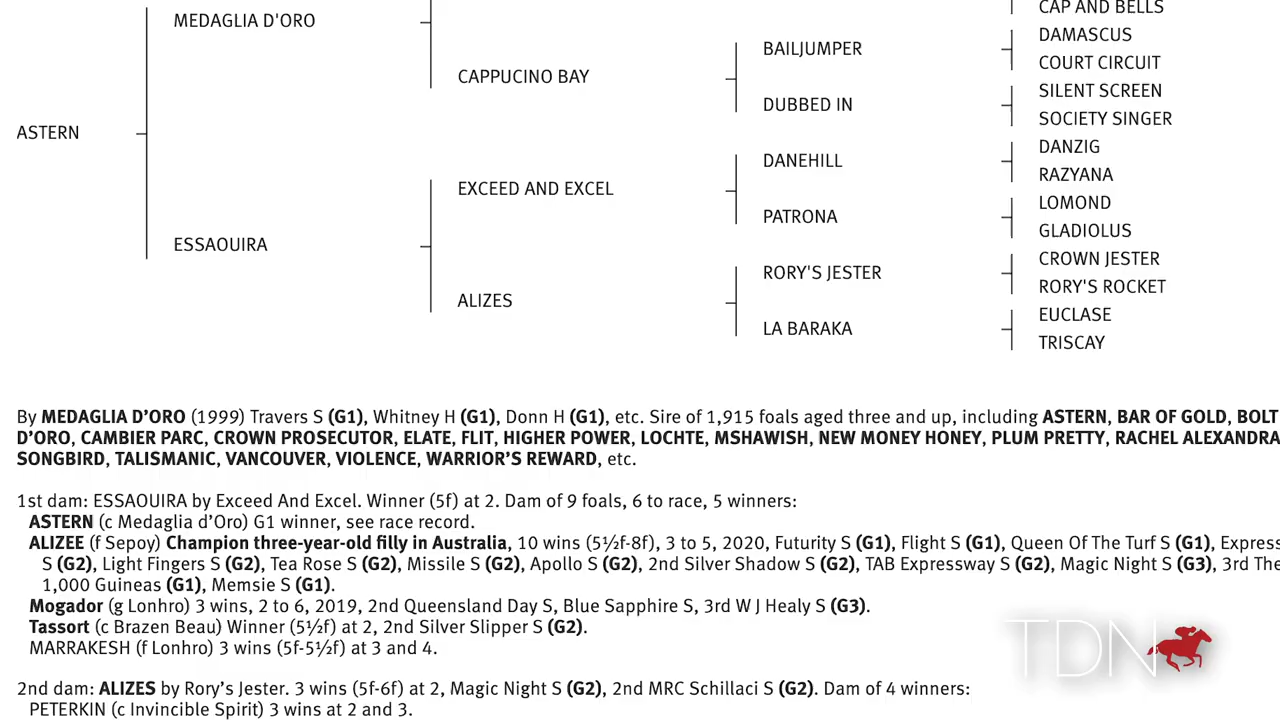 CAP AND BELLS
MEDAGLIA D'ORO
DAMASCUS
BAILJUMPER
COURT CIRCUIT
CAPPUCINO BAY
SILENT SCREEN
DUBBED IN
SOCIETY SINGER
ASTERN
DANZIG
DANEHILL
RAZYANA
EXCEED AND EXCEL
LOMOND
PATRONA
GLADIOLUS
ESSAOUIRA
CROWN JESTER
RORY'S JESTER
RORY'S ROCKET
ALIZES
EUCLASE
LA BARAKA
TRISCAY
By MEDAGLIA D’ORO (1999) Travers S (G1), Whitney H (G1), Donn H (G1), etc. Sire of 1,915 foals aged three and up, including ASTERN, BAR OF GOLD, BOLT
D’ORO, CAMBIER PARC, CROWN PROSECUTOR, ELATE, FLIT, HIGHER POWER, LOCHTE, MSHAWISH, NEW MONEY HONEY, PLUM PRETTY, RACHEL ALEXANDRA
SONGBIRD, TALISMANIC, VANCOUVER, VIOLENCE, WARRIOR’S REWARD, etc.
1st dam: ESSAOUIRA by Exceed And Excel. Winner (5f) at 2. Dam of 9 foals, 6 to race, 5 winners:
ASTERN (c Medaglia d’Oro) G1 winner, see race record.
ALIZEE (f Sepoy) Champion three-year-old filly in Australia, 10 wins (5½f-8f), 3 to 5, 2020, Futurity S (G1), Flight S (G1), Queen Of The Turf S (G1), Express
S (G2), Light Fingers S (G2), Tea Rose S (G2), Missile S (G2), Apollo S (G2), 2nd Silver Shadow S (G2), TAB Expressway S (G2), Magic Night S (G3), 3rd The
1,000 Guineas (G1), Memsie S (G1).
Mogador (g Lonhro) 3 wins, 2 to 6, 2019, 2nd Queensland Day S, Blue Sapphire S, 3rd W J Healy S (G3).
Tassort (c Brazen Beau) Winner (5½f) at 2, 2nd Silver Slipper S (G2).
MARRAKESH (f Lonhro) 3 wins (5f-5½f) at 3 and 4.
TDN
2nd dam: ALIZES by Rory’s Jester. 3 wins (5f-6f) at 2, Magic Night S (G2), 2nd MRC Schillaci S (G2). Dam of 4 winners:
PETERKIN (c Invincible Spirit) 3 wins at 2 and 3.